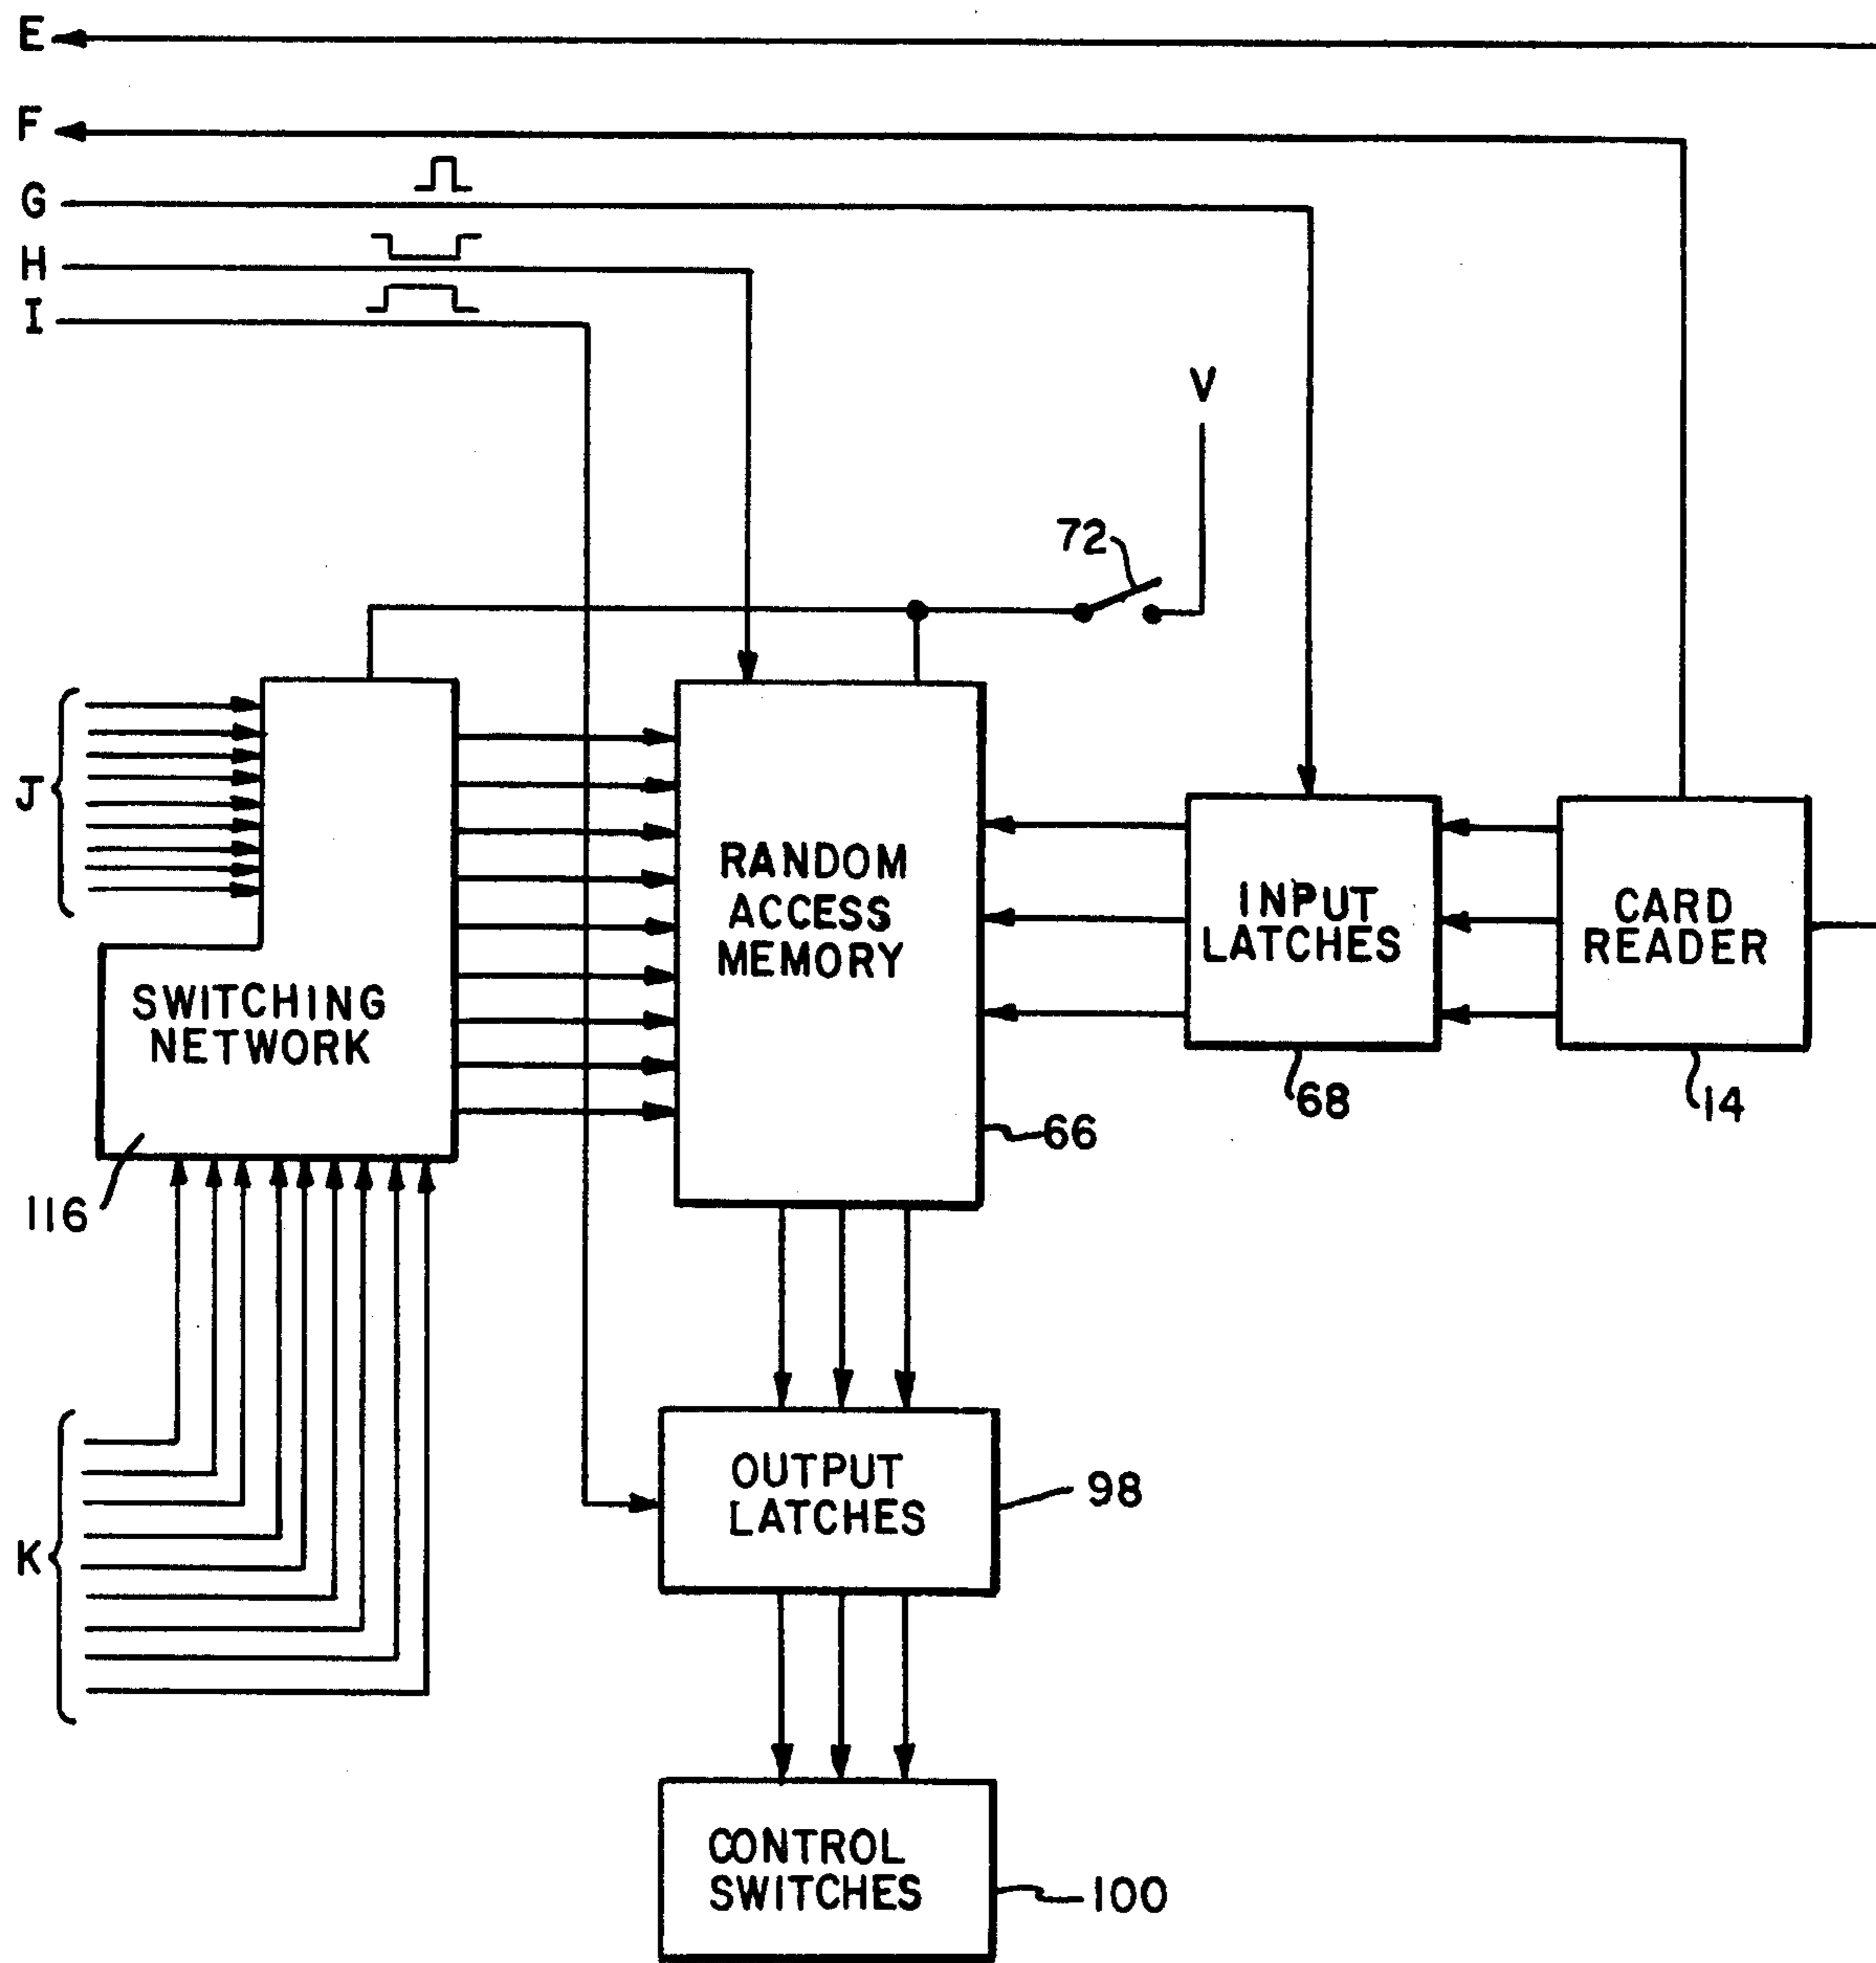 E
F
G
H
I
V
72
J
RANDOM
ACCESS
MEMORY
INPUT
LATCHES
CARD
READER
SWITCHING
NETWORK
68
14
66
116
OUTPUT
LATCHES
98
K
CONTROL
SWITCHES
100